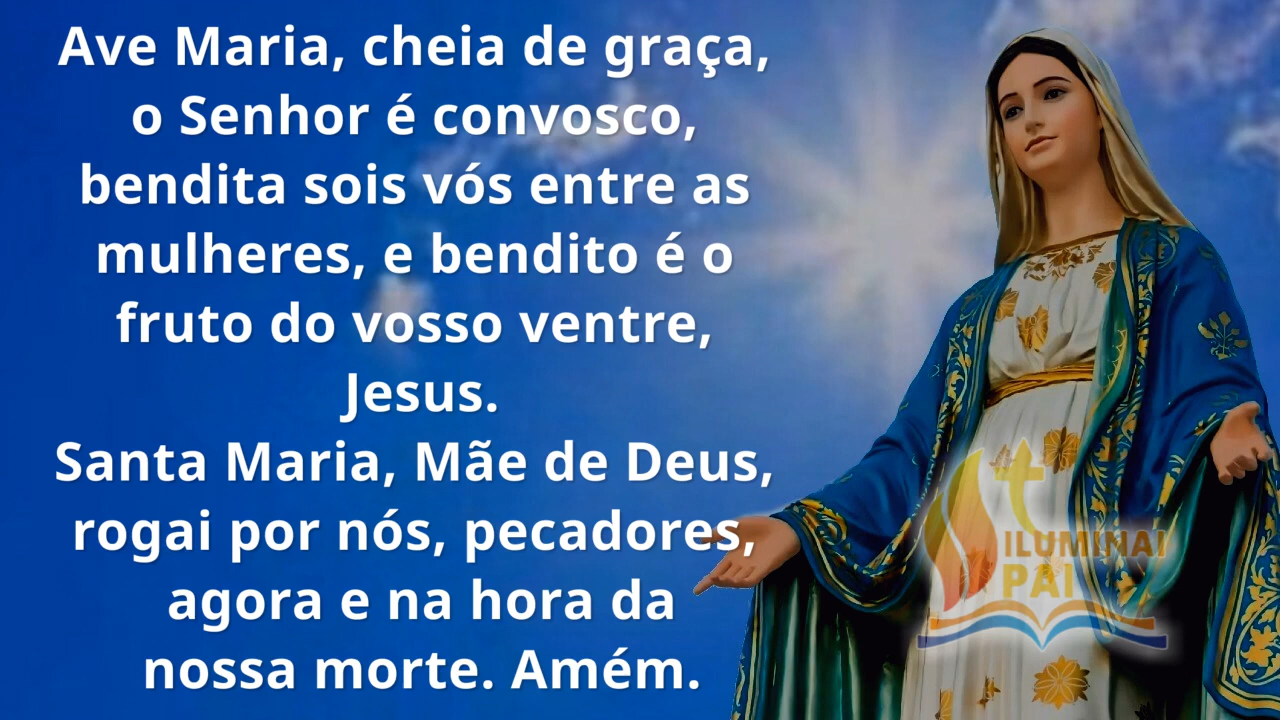 Ave Maria, cheia de graça,
o Senhor é convosco,
bendita sois vós entre as
mulheres, e bendito é o
fruto do vosso ventre,
Jesus.
Santa Maria, Mãe de Deus,
rogai por nós, pecadores,
agora e na hora da
nossa morte. Amém.
ILUMINAI
PAI